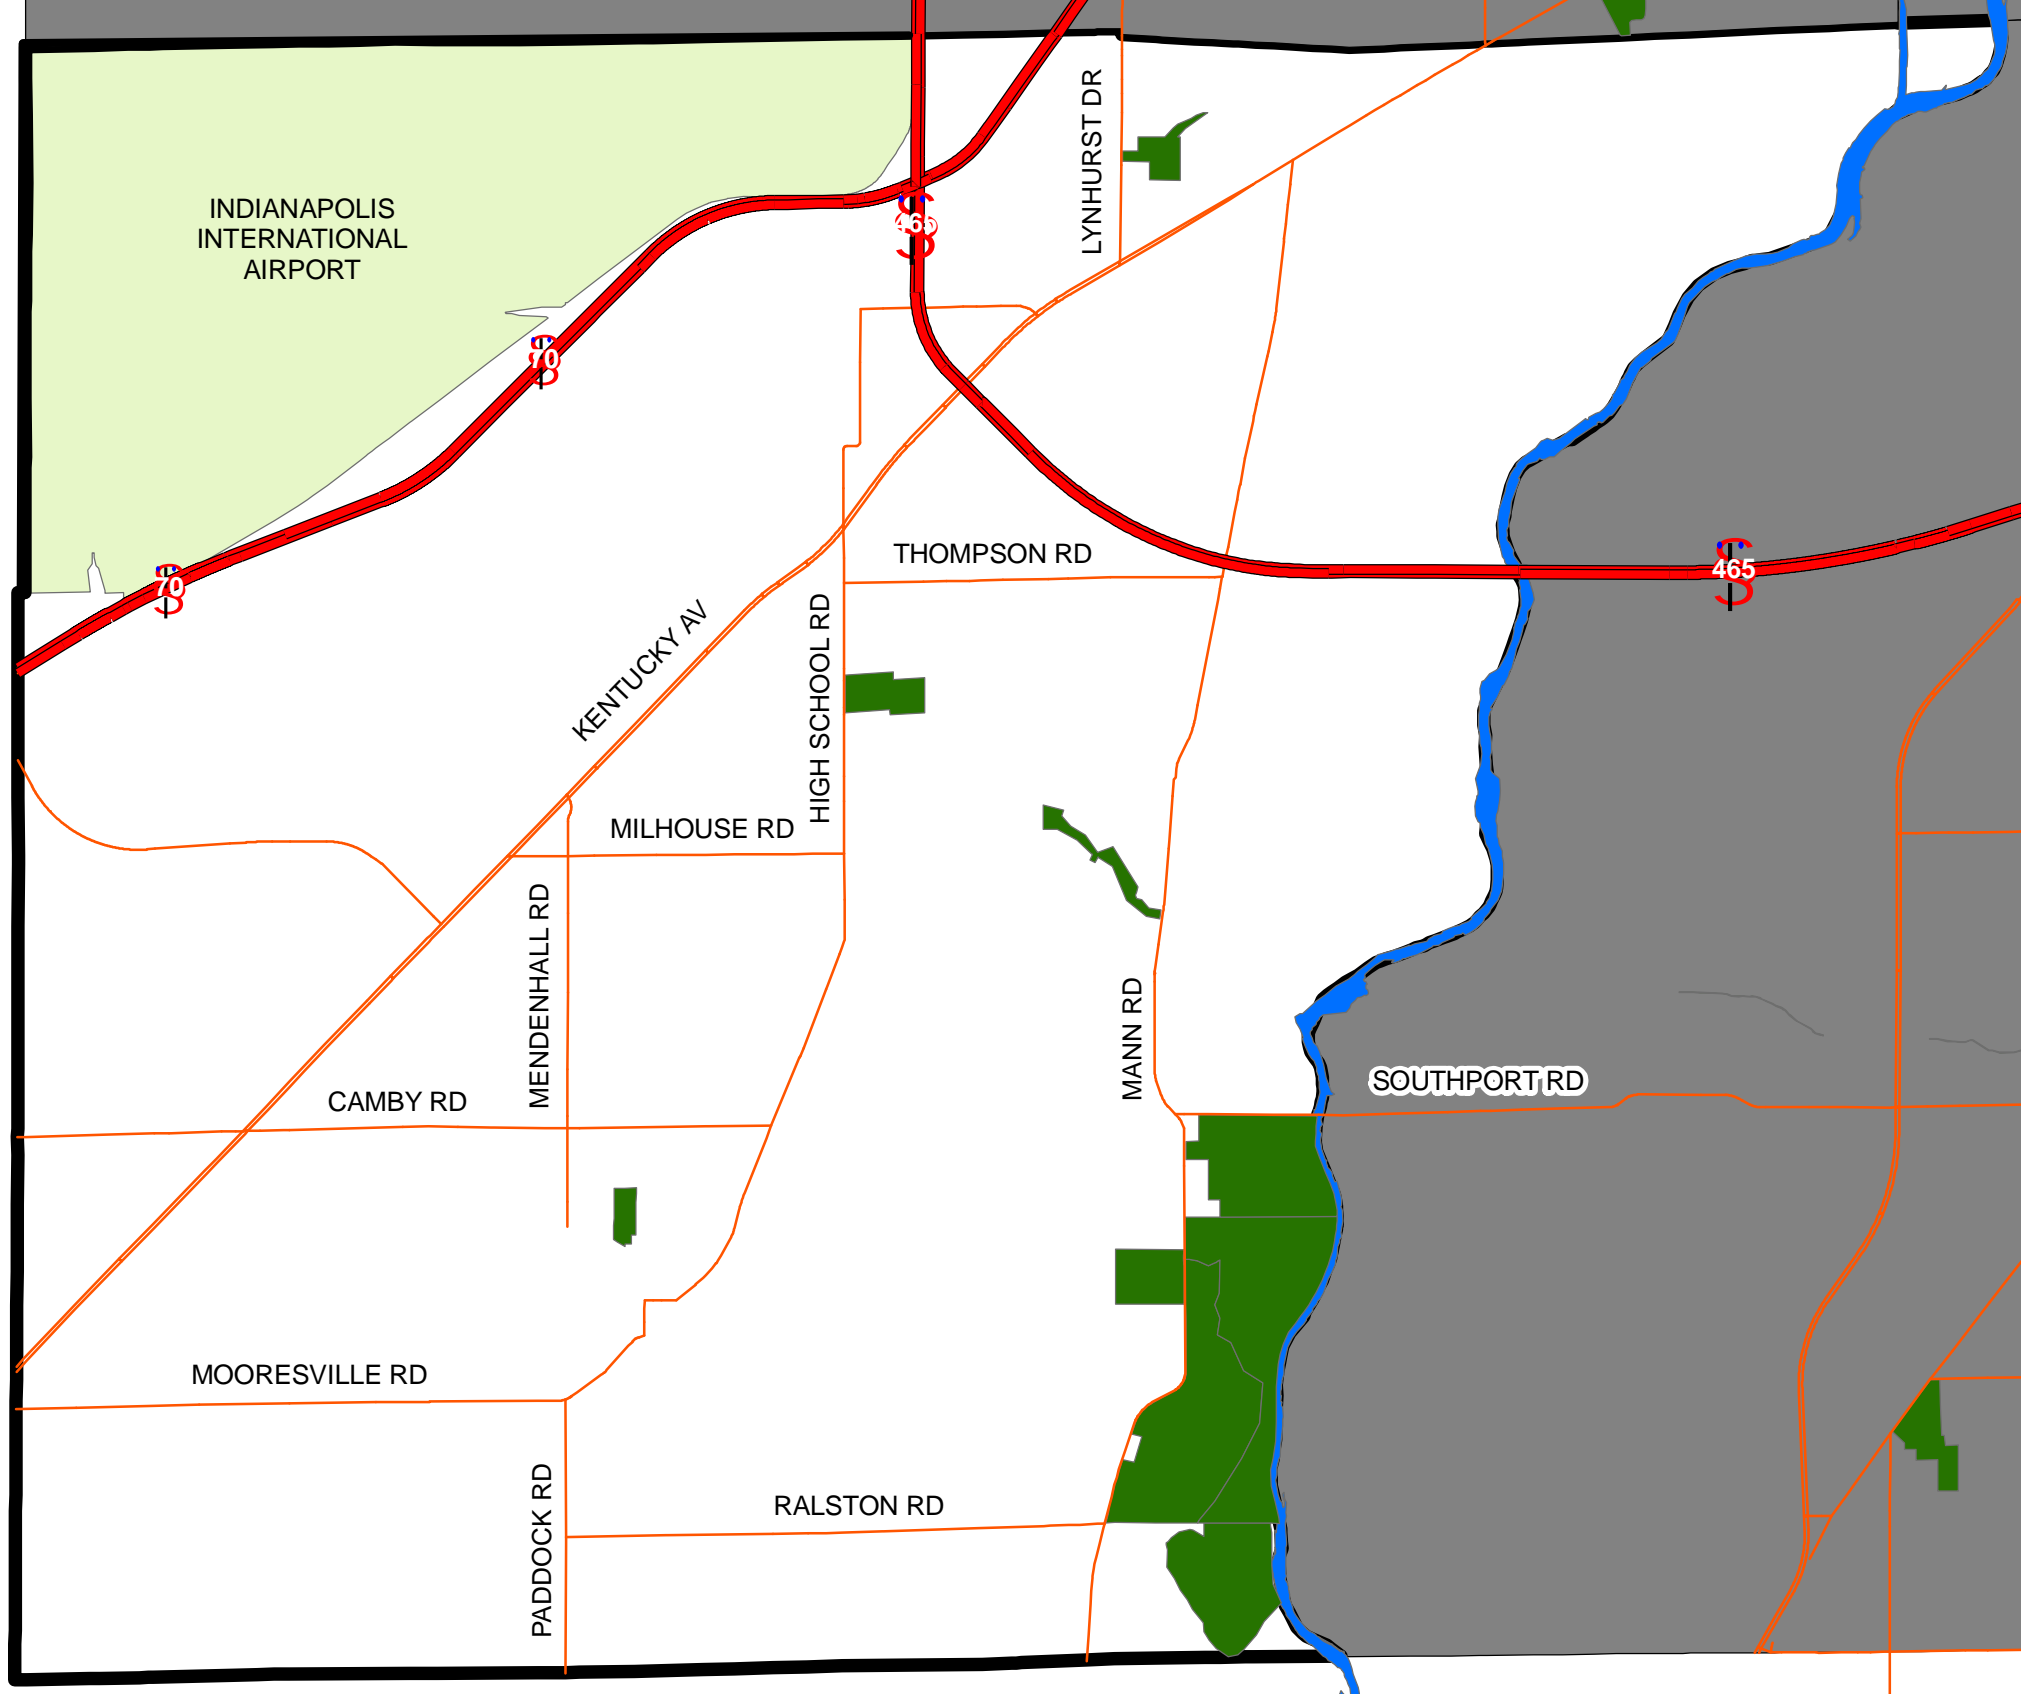 LYNHURST DR
INDIANAPOLIS
INTERNATIONAL
AIRPORT
465
70
THOMPSON RD
465
70
KENTUCKY AV
HIGH SCHOOL RD
MILHOUSE RD
MENDENHALL RD
MANN RD
SOUTHPORT RD
CAMBY RD
MOORESVILLE RD
RALSTON RD
PADDOCK RD